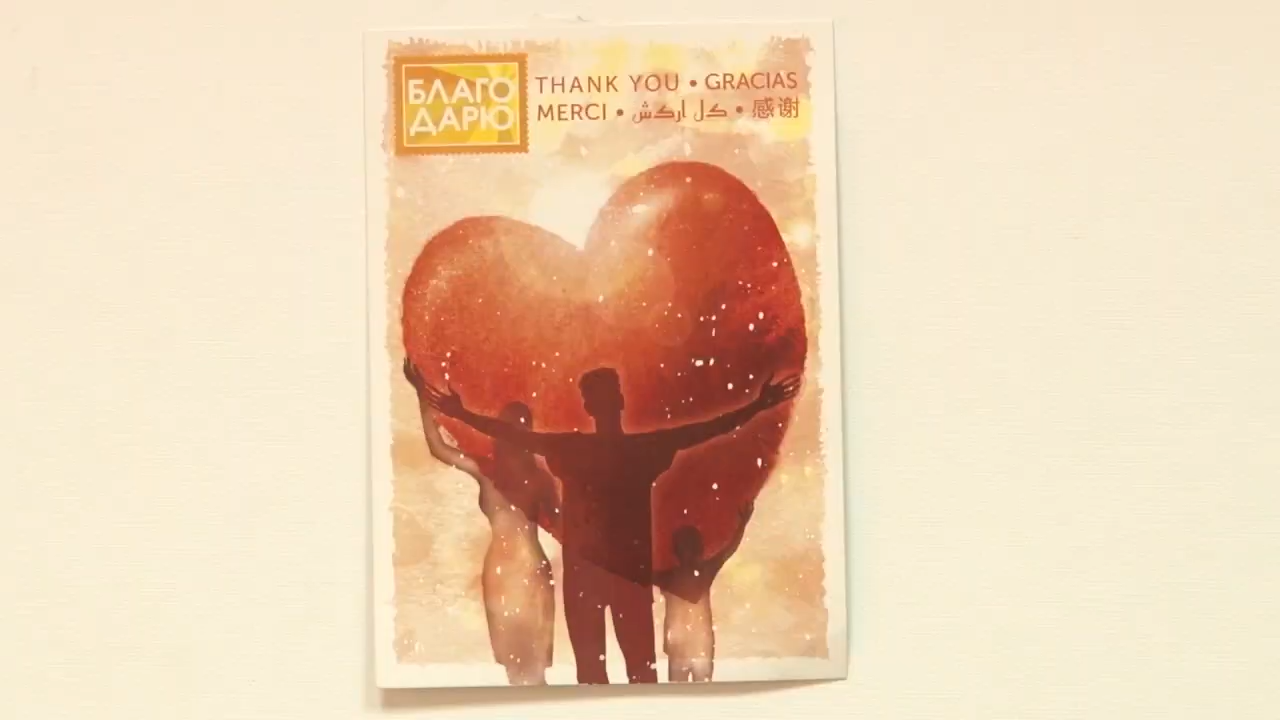 БЛАГО
ДАРЮ
THANK YOU • GRACIAS
MERCI • كل اركش • 感谢